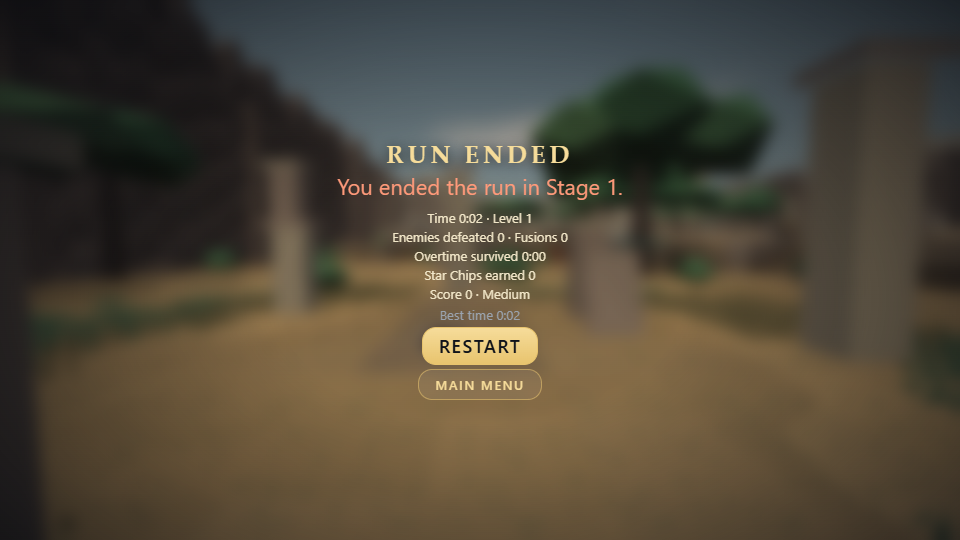 RUN ENDED
You ended the run in Stage 1.
Time 0:02 · Level 1
Enemies defeated 0 · Fusions 0
Overtime survived 0:00
Star Chips earned 0
Score 0 · Medium
Best time 0:02
RESTART
MAIN MENU